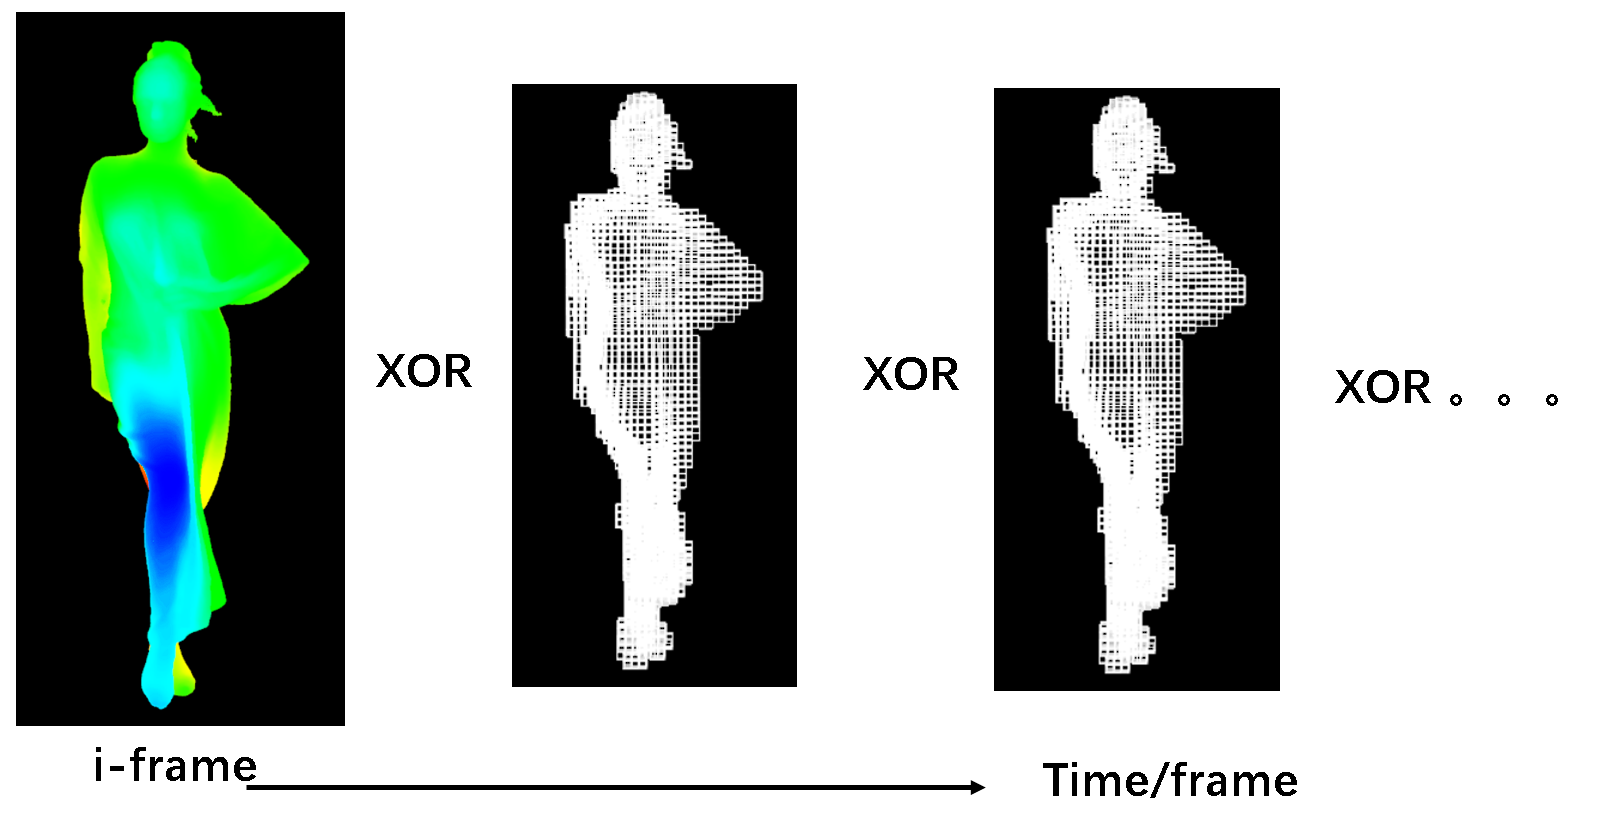 XOR
XOR
XOR 。。。
i-frame
Time/frame